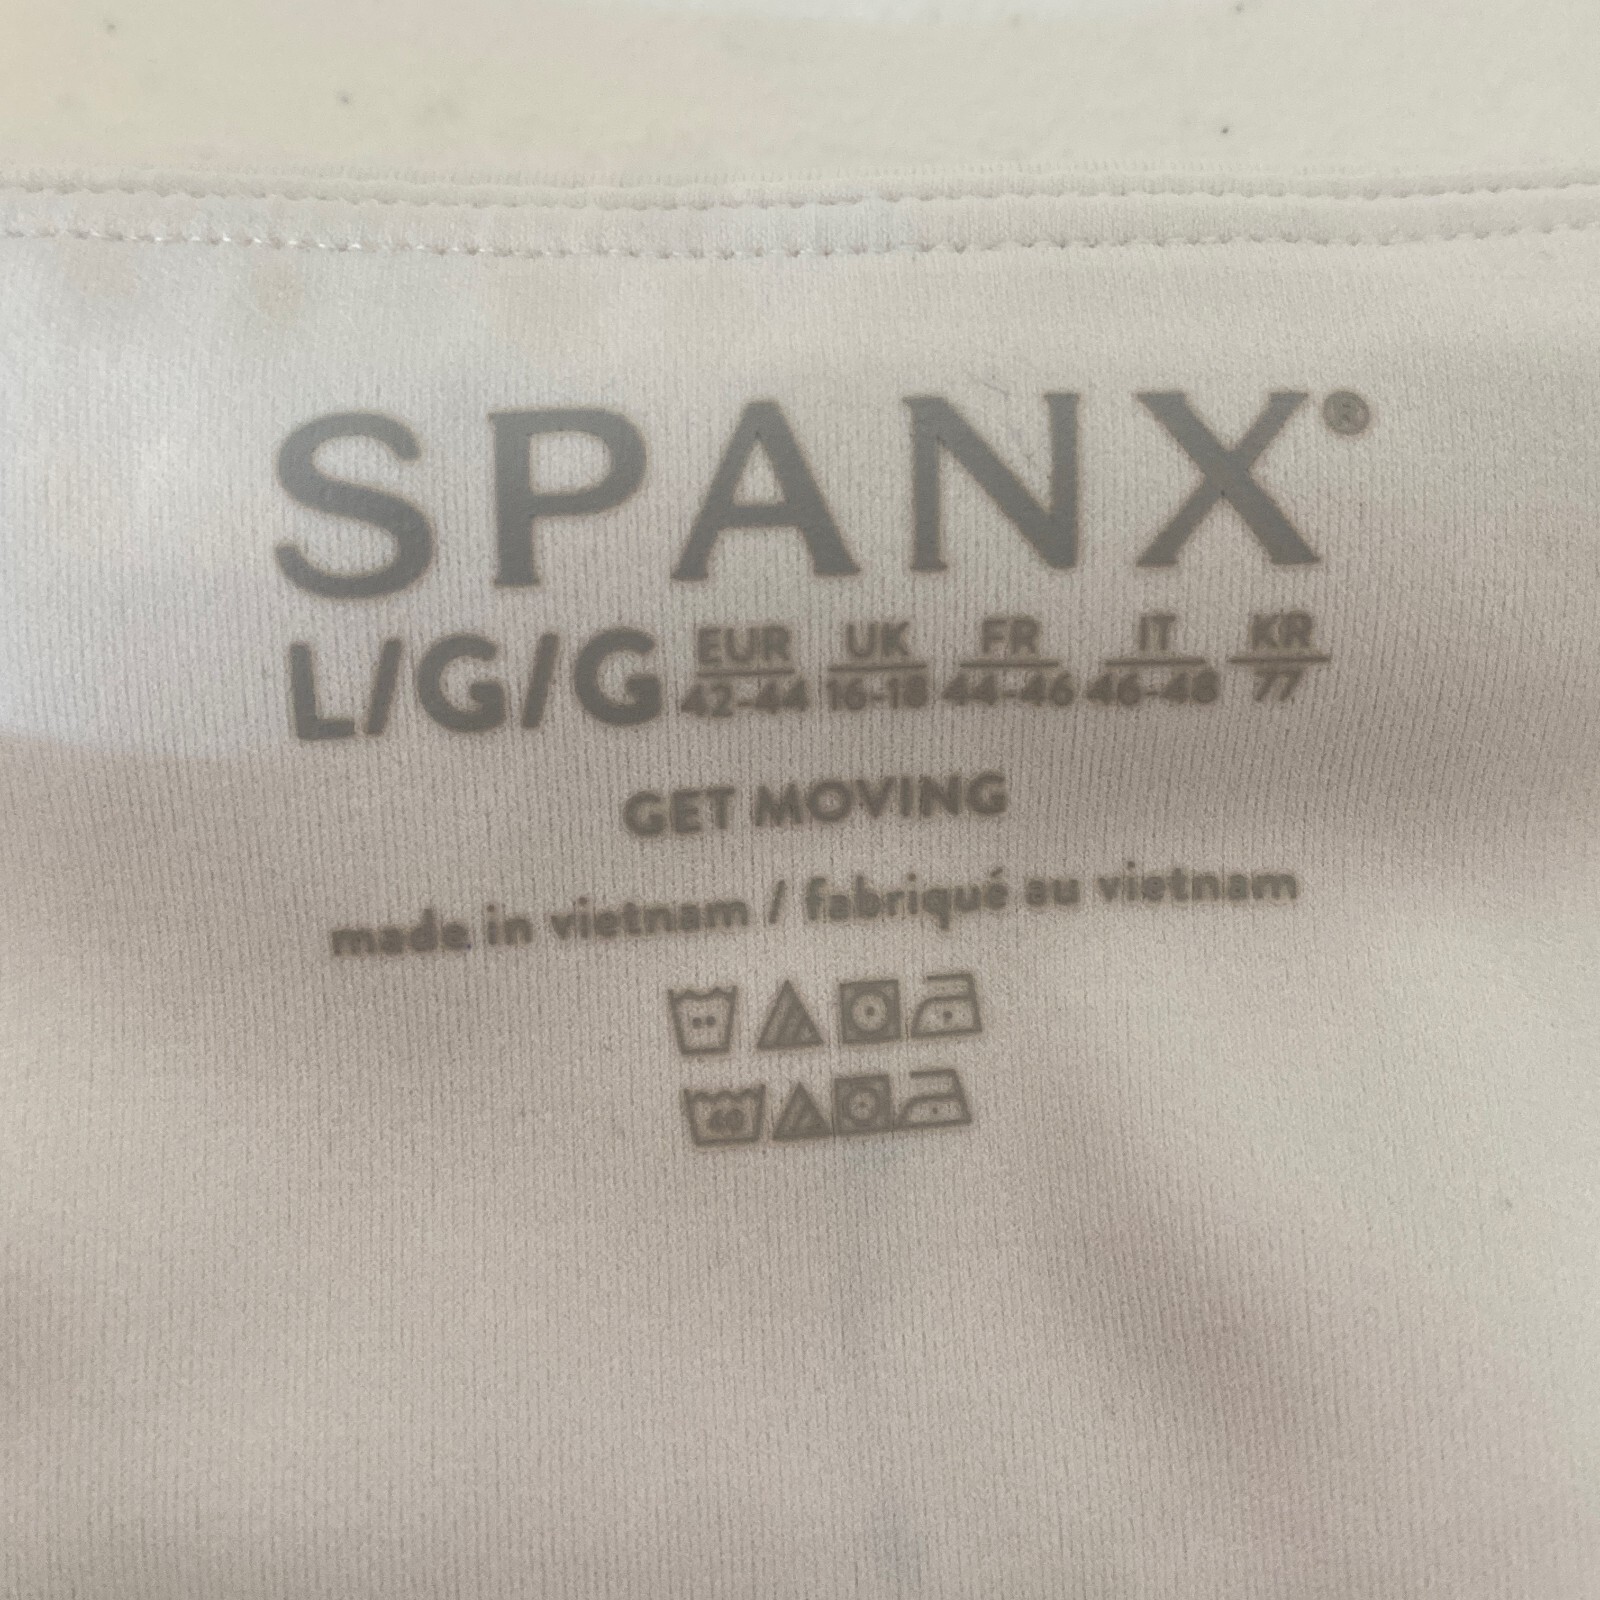 SPANX®
L/G/G EUR 42-44 UK 16-18 FR 44-46 IT 46-48 KR 77
GET MOVING
made in vietnam / fabriqué au vietnam
40